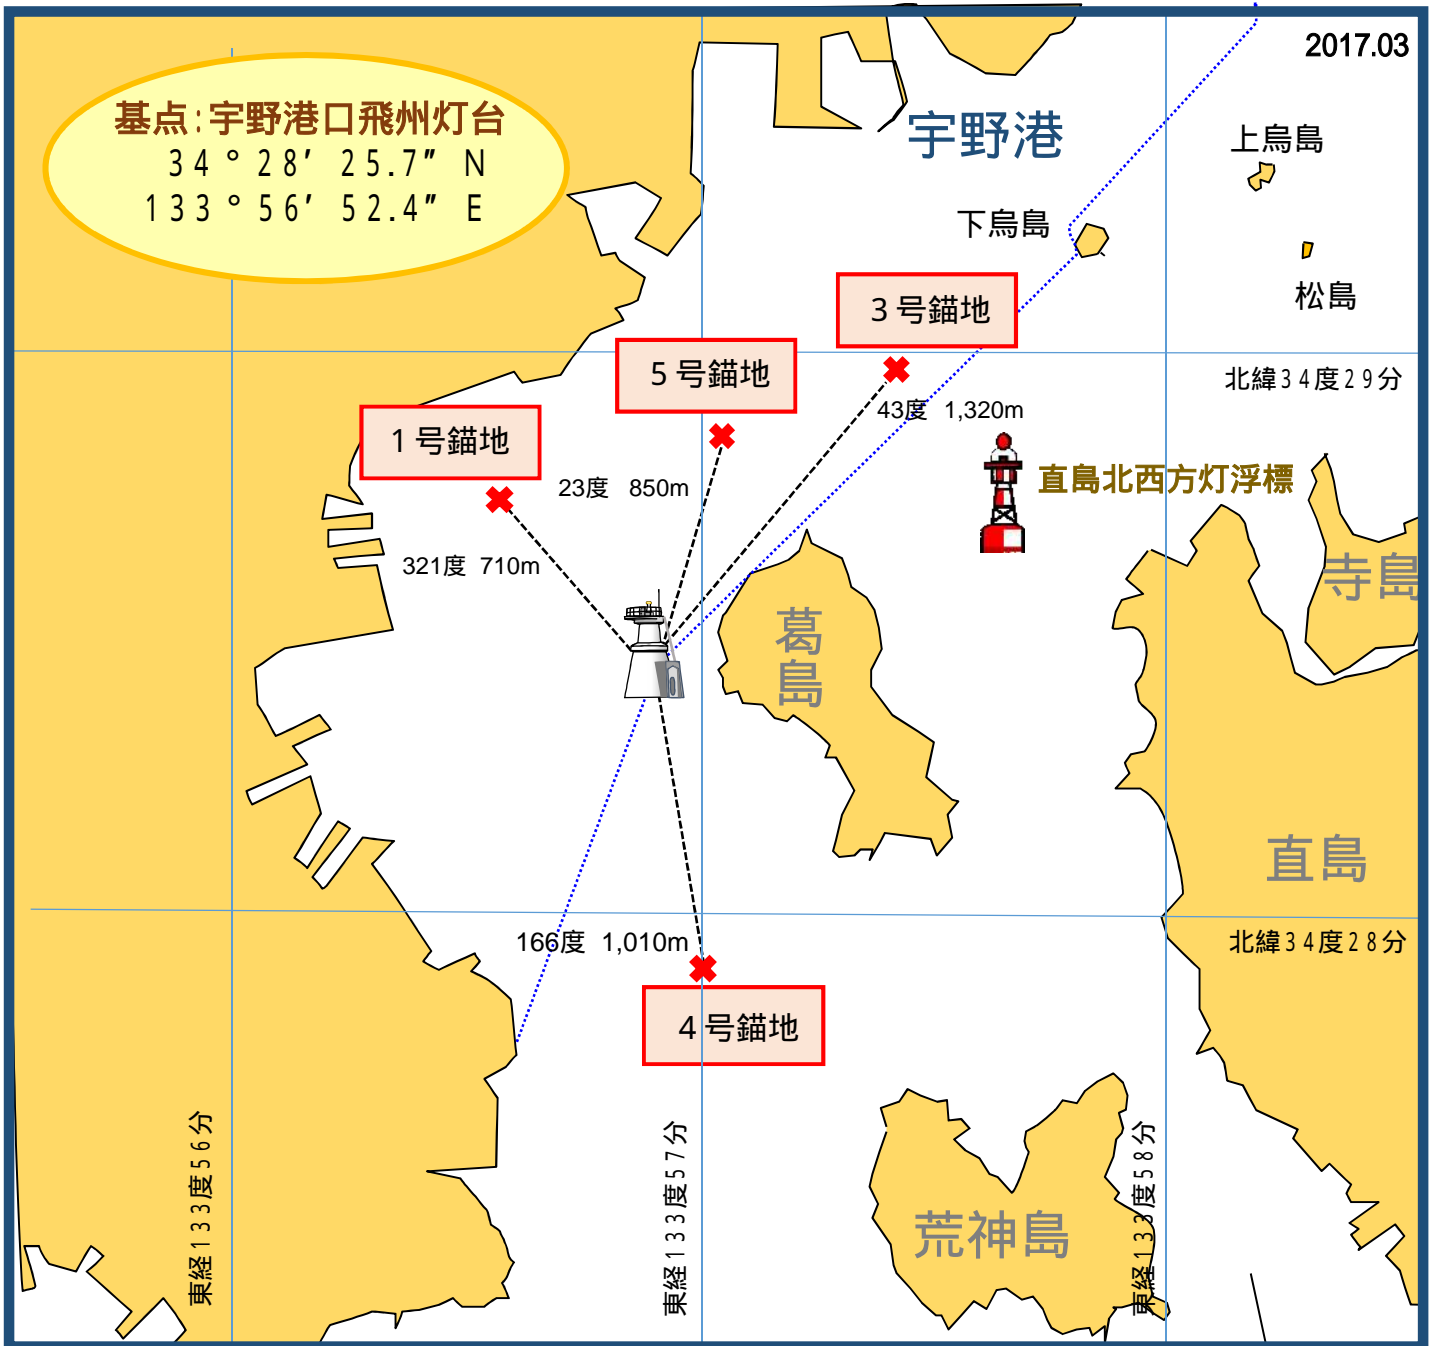 2017.03
基点:宇野港口飛州灯台
34°28′25.7″N
133°56′52.4″E
宇野港
上烏島
下烏島
松島
3号錨地
5号錨地
北緯34度29分
43度 1,320m
1号錨地
直島北西方灯浮標
23度 850m
321度 710m
寺島
葛島
直島
166度 1,010m
北緯34度28分
4号錨地
東経133度56分
東経133度57分
東経133度58分
荒神島